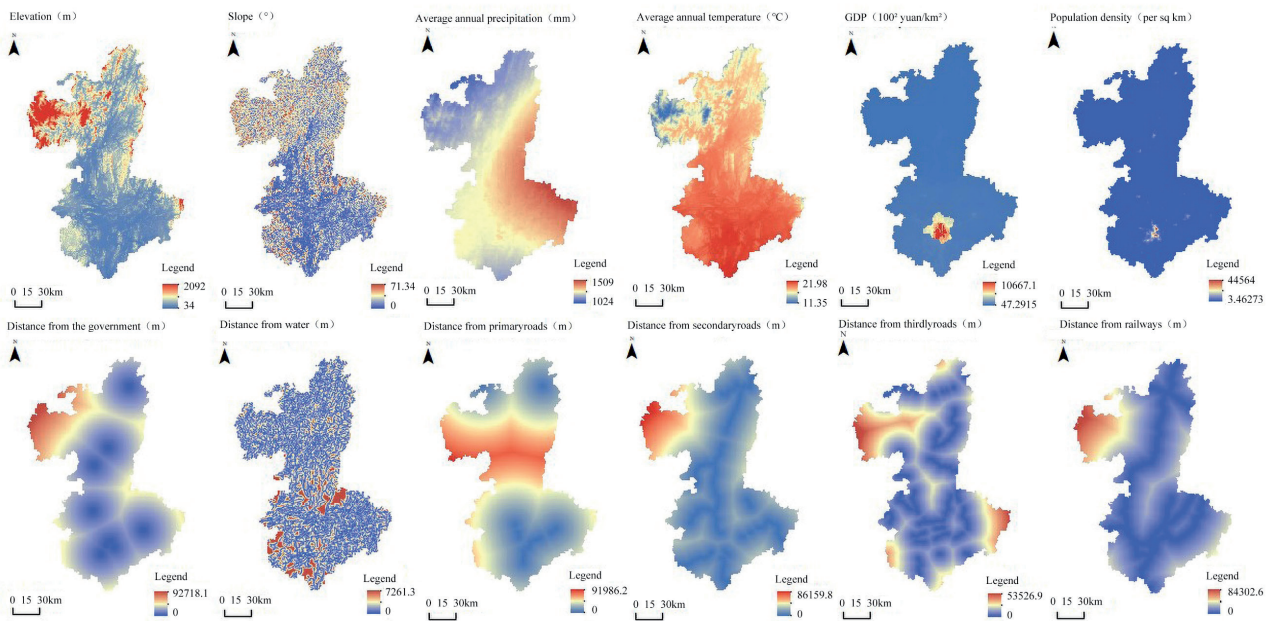 Elevation（m）
N
Legend
2092
34
0 15 30km
Slope（°）
N
Legend
71.34
0
0 15 30km
Average annual precipitation（mm）
N
Legend
1509
1024
0 15 30km
Average annual temperature（℃）
N
Legend
21.98
11.35
0 15 30km
GDP（100² yuan/km²）
N
Legend
10667.1
47.2915
0 15 30km
Population density（per sq km）
N
Legend
44564
3.46273
0 15 30km
Distance from the government（m）
N
Legend
92718.1
0
0 15 30km
Distance from water（m）
N
Legend
7261.3
0
0 15 30km
Distance from primaryroads（m）
N
Legend
91986.2
0
0 15 30km
Distance from secondaryroads（m）
N
Legend
86159.8
0
0 15 30km
Distance from thirdlyroads（m）
N
Legend
53526.9
0
0 15 30km
Distance from railways（m）
N
Legend
84302.6
0
0 15 30km